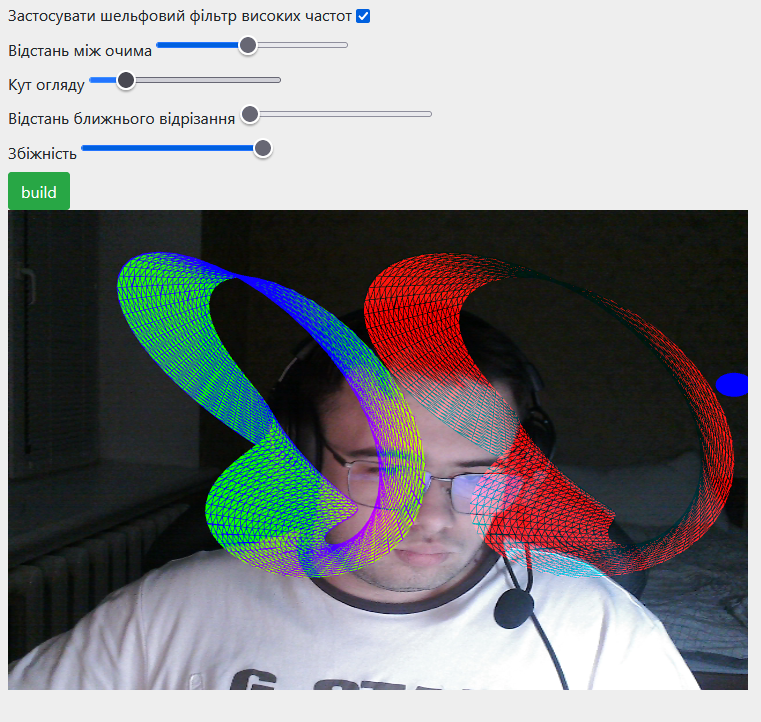 Застосувати шельфовий фільтр високих частот
Відстань між очима
Кут огляду
Відстань ближнього відрізання
Збіжність
build